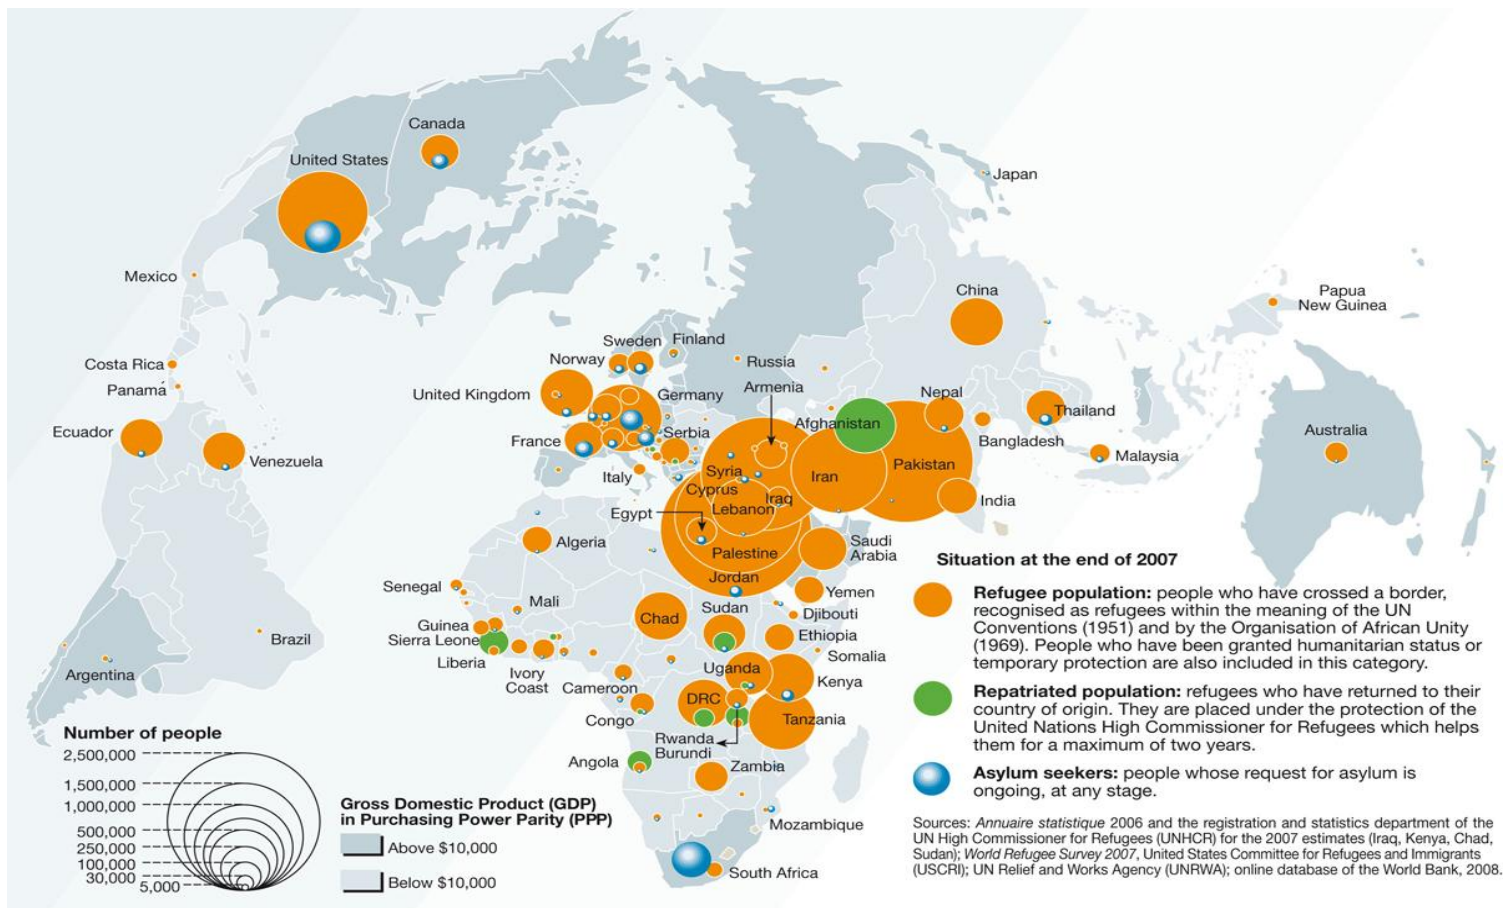 Canada
United States
Japan
Mexico
China
Papua
New Guinea
Sweden
Finland
Norway
Russia
Costa Rica
Armenia
Panamá
United Kingdom
Germany
Nepal
Afghanistan
Thailand
Ecuador
Serbia
Bangladesh
Australia
France
Venezuela
Malaysia
Syria
Iran
Pakistan
Italy
Cyprus
Iraq
India
Lebanon
Egypt
Algeria
Saudi
Arabia
Palestine
Jordan
Senegal
Yemen
Mali
Chad
Sudan
Djibouti
Guinea
Ethiopia
Sierra Leone
Somalia
Liberia
Ivory
Coast
Uganda
Brazil
Cameroon
Kenya
Argentina
DRC
Congo
Tanzania
Rwanda
Burundi
Angola
Zambia
Mozambique
South Africa
Number of people
2,500,000
1,500,000
1,000,000
500,000
250,000
100,000
30,000
5,000
Gross Domestic Product (GDP)
in Purchasing Power Parity (PPP)
Above $10,000
Below $10,000
Situation at the end of 2007
Refugee population: people who have crossed a border,
recognised as refugees within the meaning of the UN
Conventions (1951) and by the Organisation of African Unity
(1969). People who have been granted humanitarian status or
temporary protection are also included in this category.
Repatriated population: refugees who have returned to their
country of origin. They are placed under the protection of the
United Nations High Commissioner for Refugees which helps
them for a maximum of two years.
Asylum seekers: people whose request for asylum is
ongoing, at any stage.
Sources: Annuaire statistique 2006 and the registration and statistics department of the
UN High Commissioner for Refugees (UNHCR) for the 2007 estimates (Iraq, Kenya, Chad,
Sudan); World Refugee Survey 2007, United States Committee for Refugees and Immigrants
(USCRI); UN Relief and Works Agency (UNRWA); online database of the World Bank, 2008.